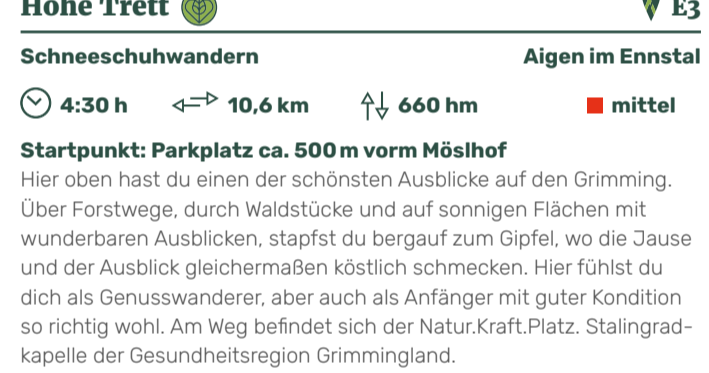 Hohe Trett E3
Schneeschuhwandern Aigen im Ennstal
4:30 h 10,6 km 660 hm mittel
Startpunkt: Parkplatz ca. 500 m vorm Möslhof
Hier oben hast du einen der schönsten Ausblicke auf den Grimming.
Über Forstwege, durch Waldstücke und auf sonnigen Flächen mit
wunderbaren Ausblicken, stapfst du bergauf zum Gipfel, wo die Jause
und der Ausblick gleichermaßen köstlich schmecken. Hier fühlst du
dich als Genusswanderer, aber auch als Anfänger mit guter Kondition
so richtig wohl. Am Weg befindet sich der Natur.Kraft.Platz. Stalingrad-
kapelle der Gesundheitsregion Grimmingland.